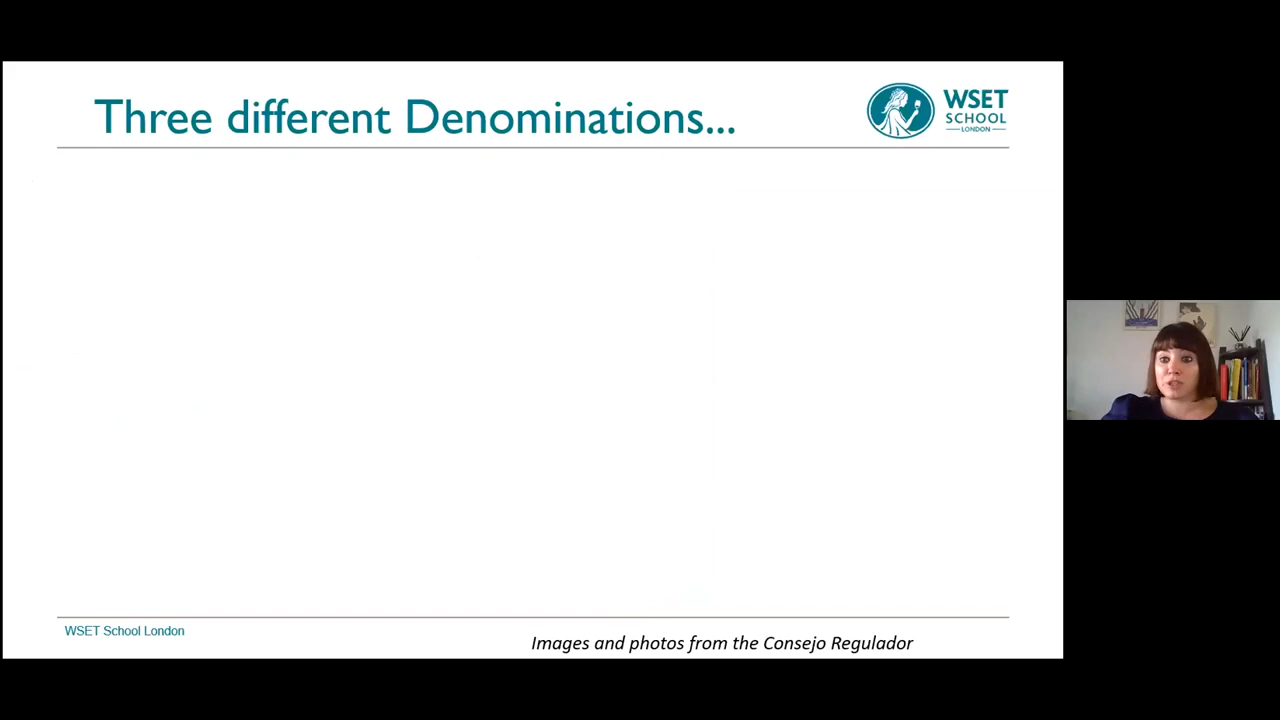 Three different Denominations...
WSET
SCHOOL
LONDON
WSET School London
Images and photos from the Consejo Regulador